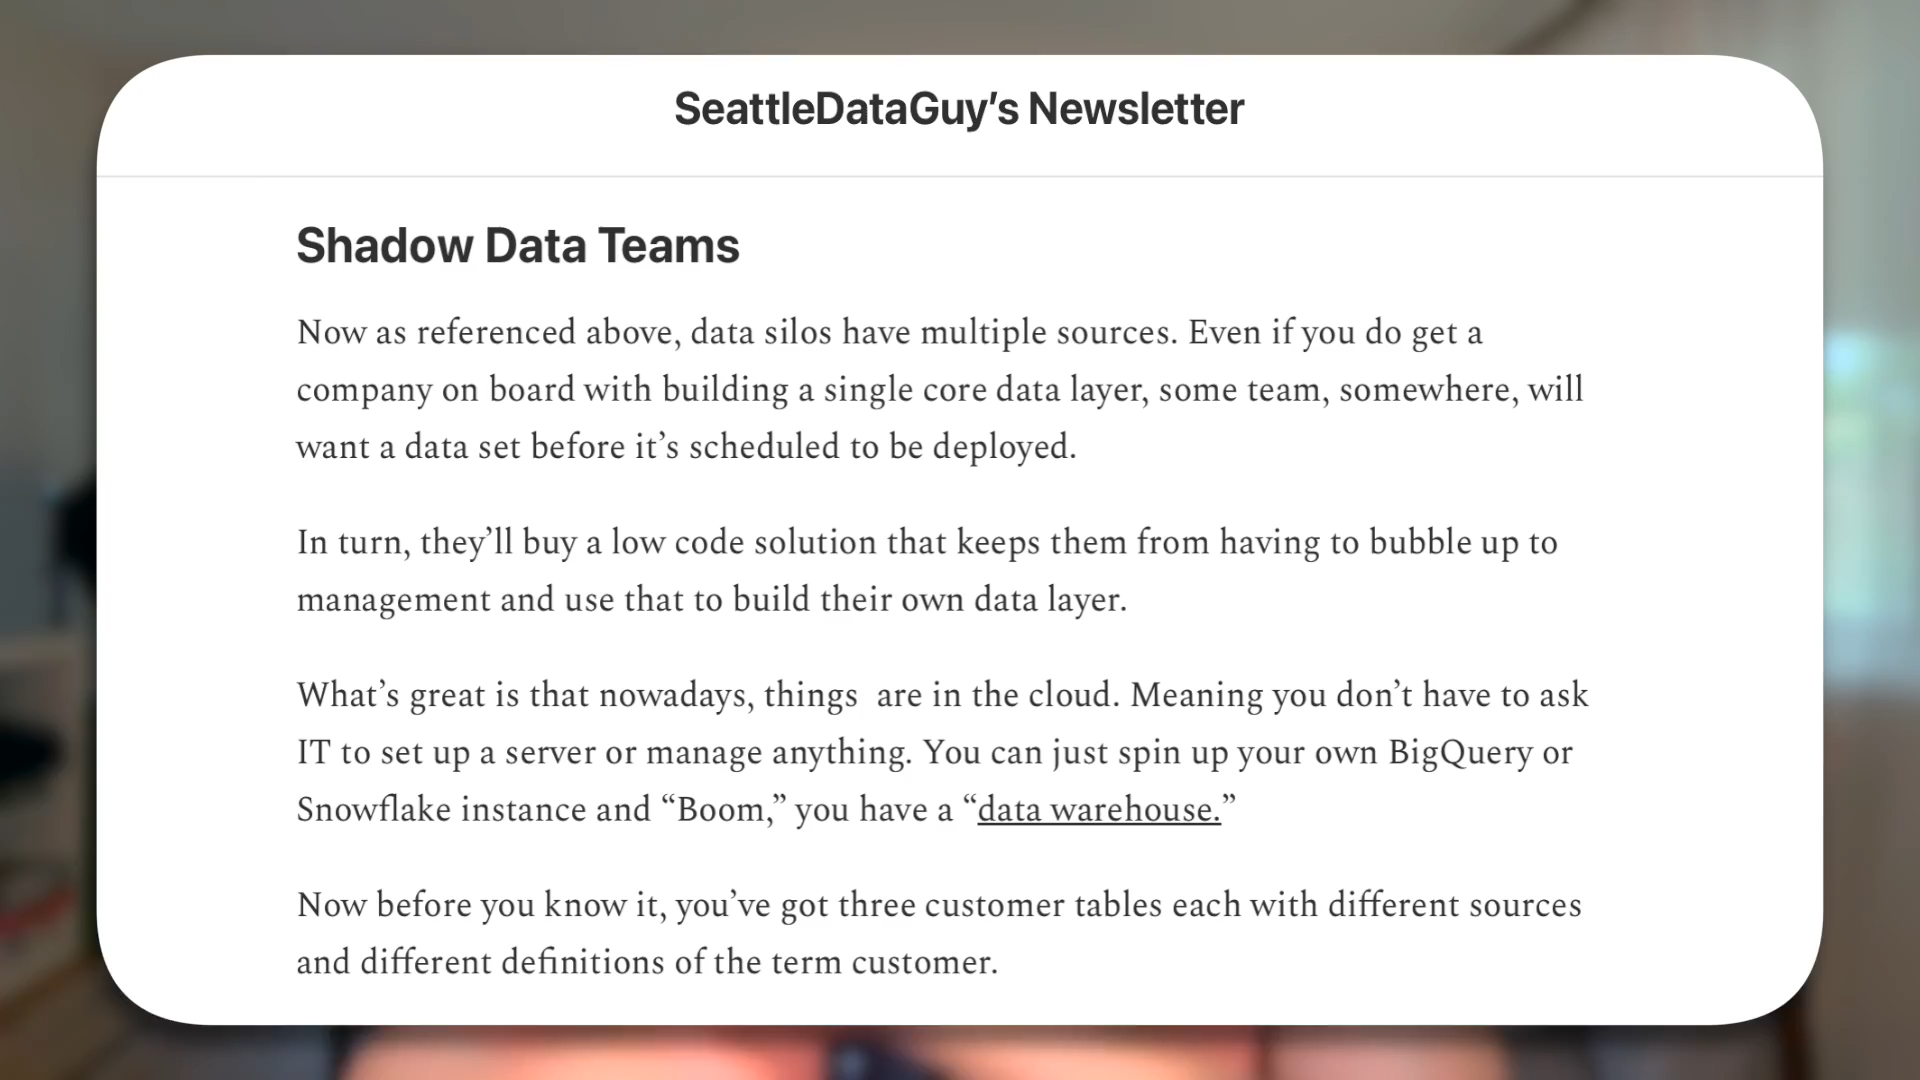 SeattleDataGuy’s Newsletter
Shadow Data Teams
Now as referenced above, data silos have multiple sources. Even if you do get a
company on board with building a single core data layer, some team, somewhere, will
want a data set before it’s scheduled to be deployed.
In turn, they’ll buy a low code solution that keeps them from having to bubble up to
management and use that to build their own data layer.
What’s great is that nowadays, things  are in the cloud. Meaning you don’t have to ask
IT to set up a server or manage anything. You can just spin up your own BigQuery or
Snowflake instance and “Boom,” you have a “data warehouse.”
Now before you know it, you’ve got three customer tables each with different sources
and different definitions of the term customer.